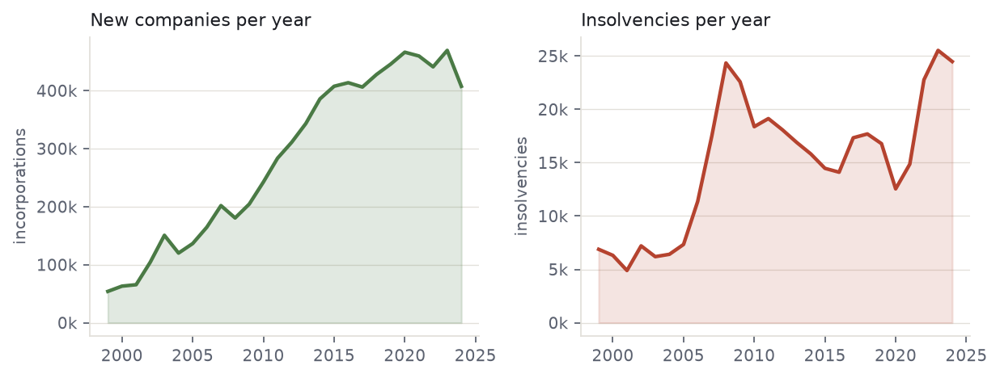 New companies per year
incorporations
400k
300k
200k
100k
0k
2000 2005 2010 2015 2020 2025
Insolvencies per year
insolvencies
25k
20k
15k
10k
5k
0k
2000 2005 2010 2015 2020 2025